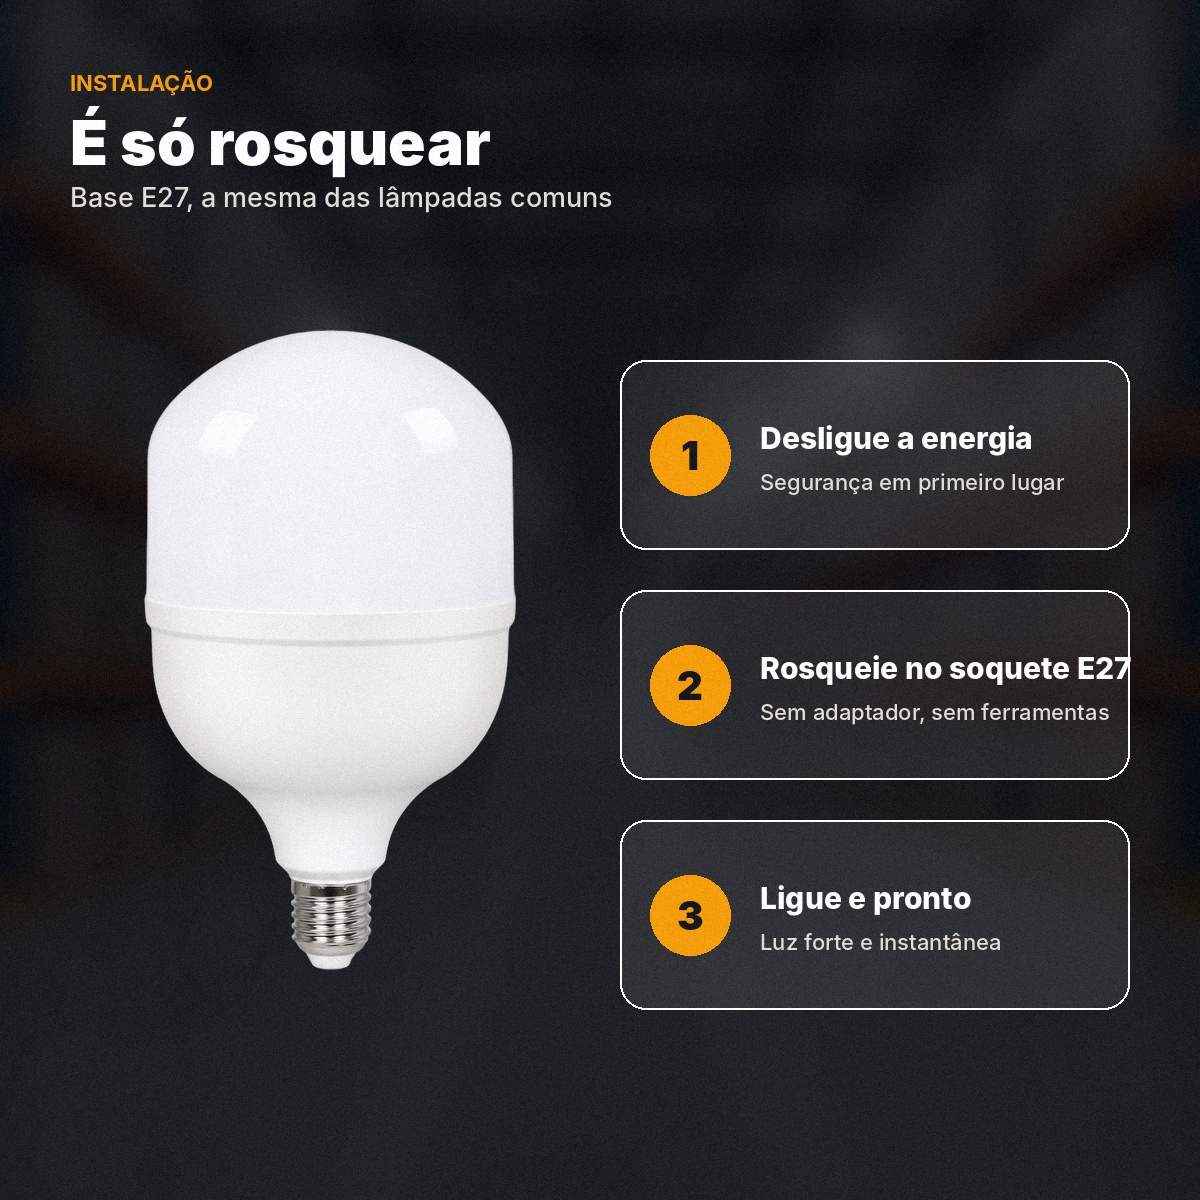 INSTALAÇÃO
É só rosquear
Base E27, a mesma das lâmpadas comuns
1
Desligue a energia
Segurança em primeiro lugar
2
Rosqueie no soquete E27
Sem adaptador, sem ferramentas
3
Ligue e pronto
Luz forte e instantânea